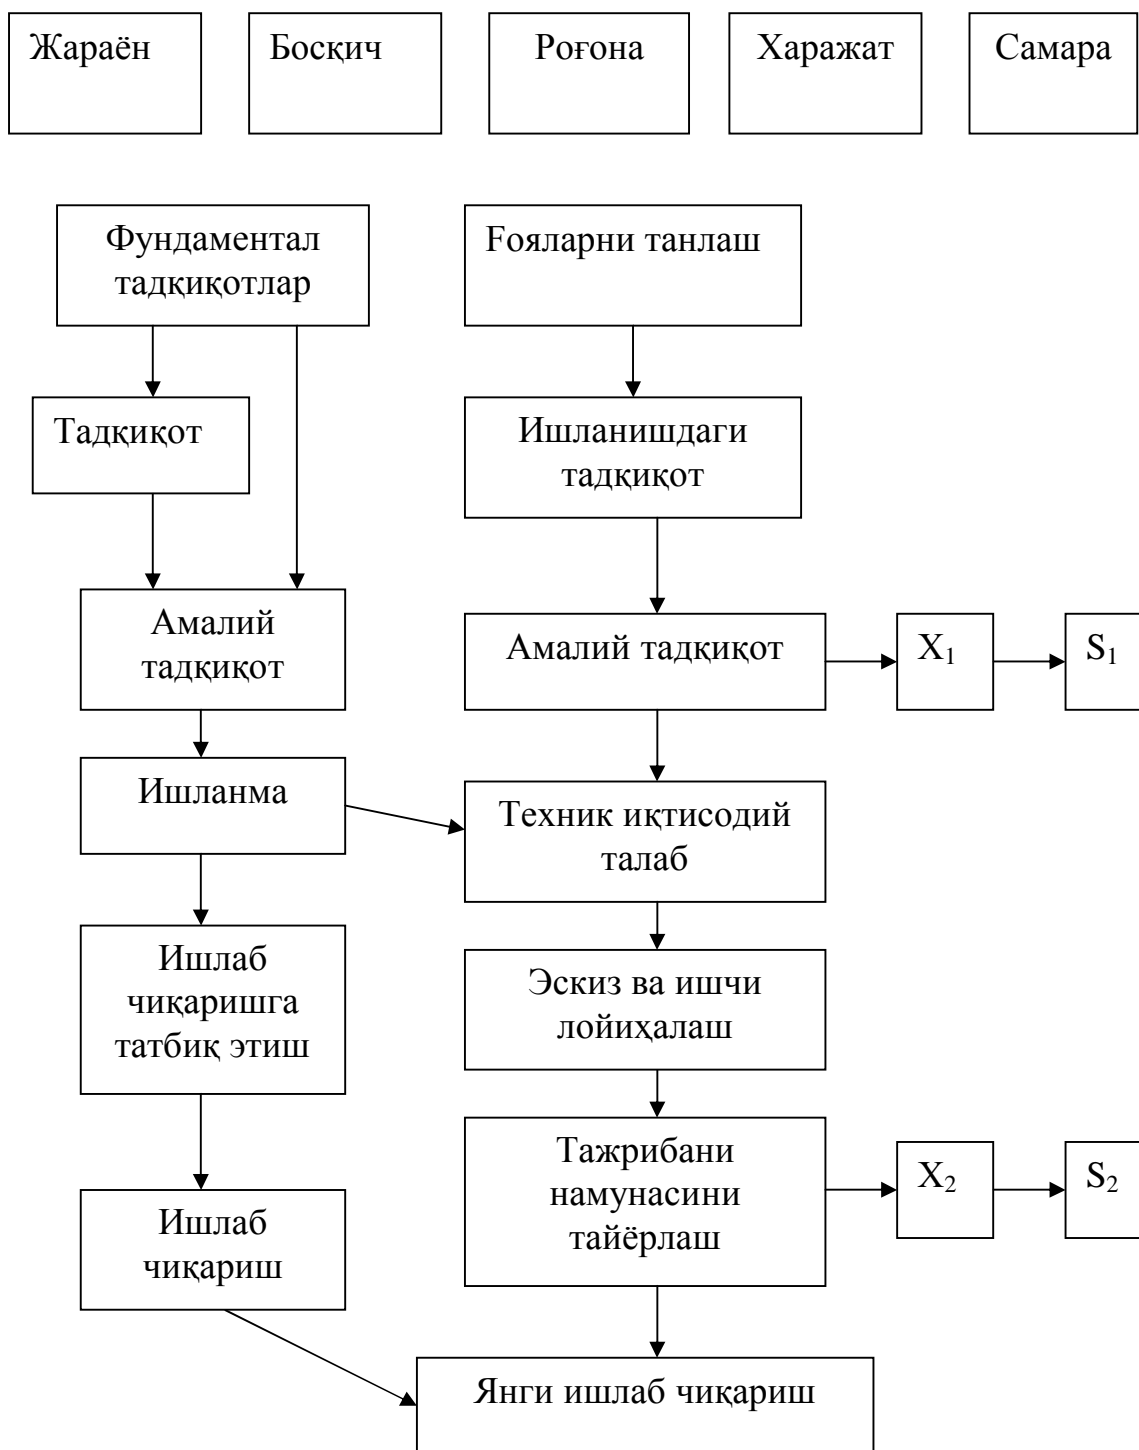 Жараён
Босқич
Роғона
Харажат
Самара
Фундаментал
тадқиқотлар
Fояларни танлаш
Тадқиқот
Ишланишдаги
тадқиқот
Амалий
тадқиқот
Амалий тадқиқот
X₁
S₁
Ишланма
Техник иқтисодий
талаб
Ишлаб
чиқаришга
татбиқ этиш
Эскиз ва ишчи
лойиҳалаш
Тажрибани
намунасини
тайёрлаш
X₂
S₂
Ишлаб
чиқариш
Янги ишлаб чиқариш